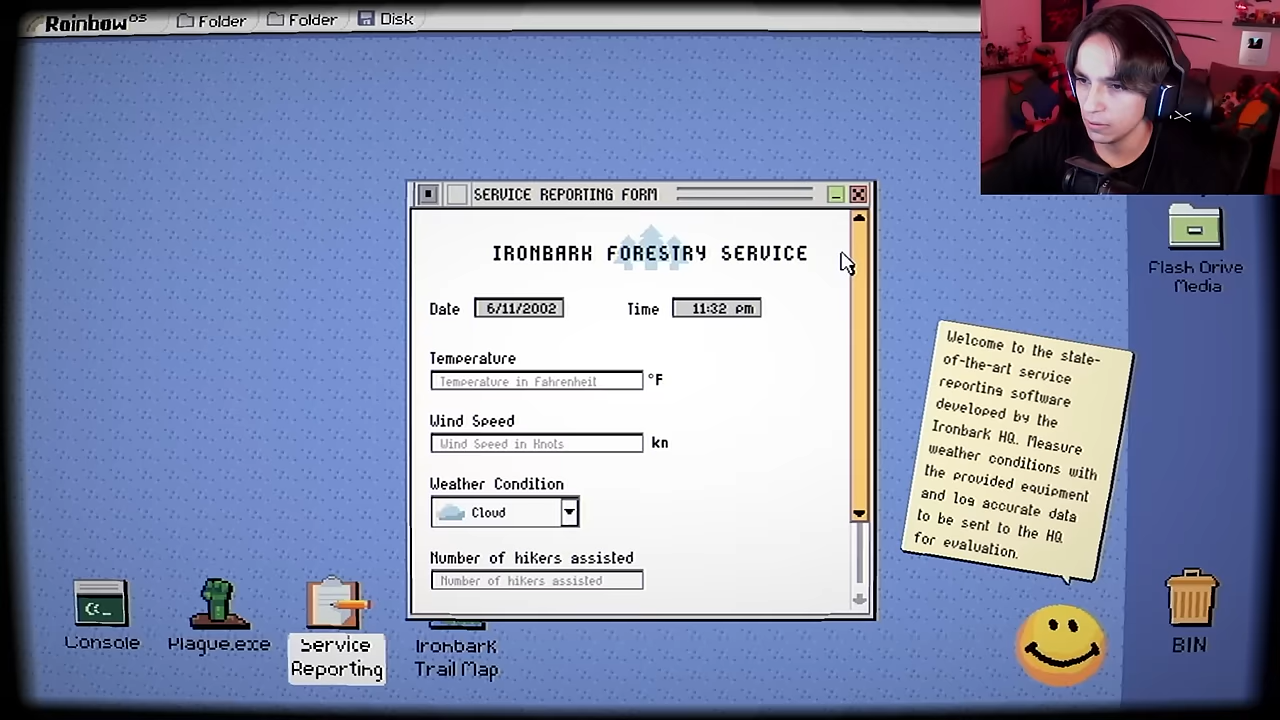 RainbowOS
Folder
Folder
Disk
SERVICE REPORTING FORM
IRONBARK FORESTRY SERVICE
Date 6/11/2002 Time 11:32 pm
Temperature
Temperature in Fahrenheit °F
Wind Speed
Wind Speed in Knots kn
Weather Condition
Cloud
Number of hikers assisted
Number of hikers assisted
Flash Drive
Media
Welcome to the state-
of-the-art service
reporting software
developed by the
Ironbark HQ. Measure
weather conditions with
the provided equipment
and log accurate data
to be sent to the HQ
for evaluation.
Console
Plague.exe
Service
Reporting
Ironbark
Trail Map
BIN